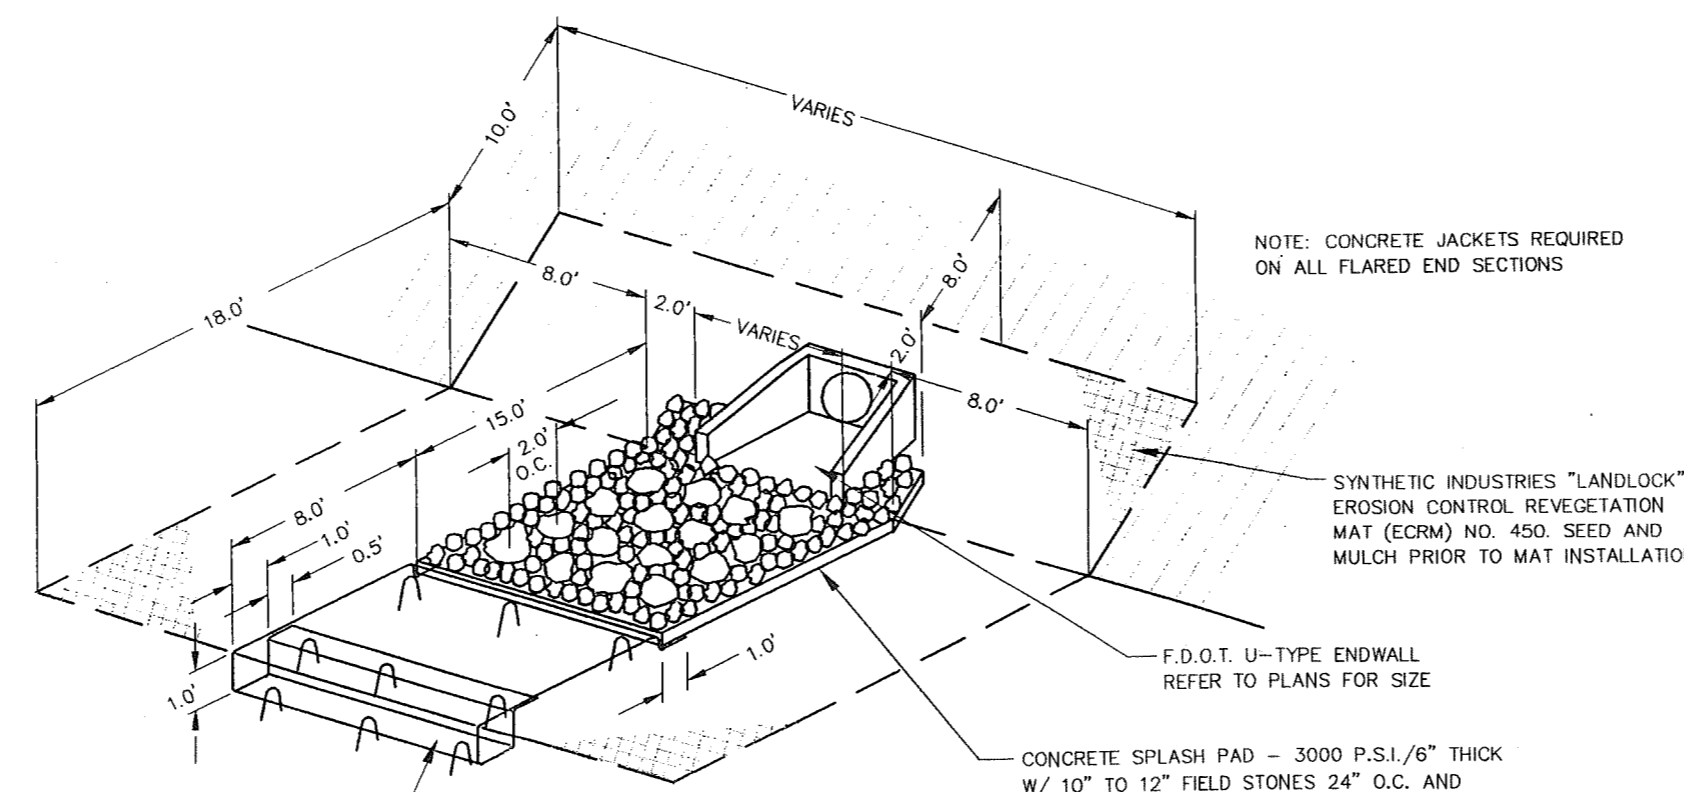 VARIES
10.0'
NOTE: CONCRETE JACKETS REQUIRED
ON ALL FLARED END SECTIONS
18.0'
8.0'
2.0'
VARIES
8.0'
2.0'
8.0'
15.0'
2.0'
O.C.
8.0'
1.0'
0.5'
SYNTHETIC INDUSTRIES "LANDLOCK"
EROSION CONTROL REVEGETATION
MAT (ECRM) NO. 450. SEED AND
MULCH PRIOR TO MAT INSTALLATIO
1.0'
1.0'
F.D.O.T. U-TYPE ENDWALL
REFER TO PLANS FOR SIZE
CONCRETE SPLASH PAD - 3000 P.S.I./6" THICK
W/ 10" TO 12" FIELD STONES 24" O.C. AND